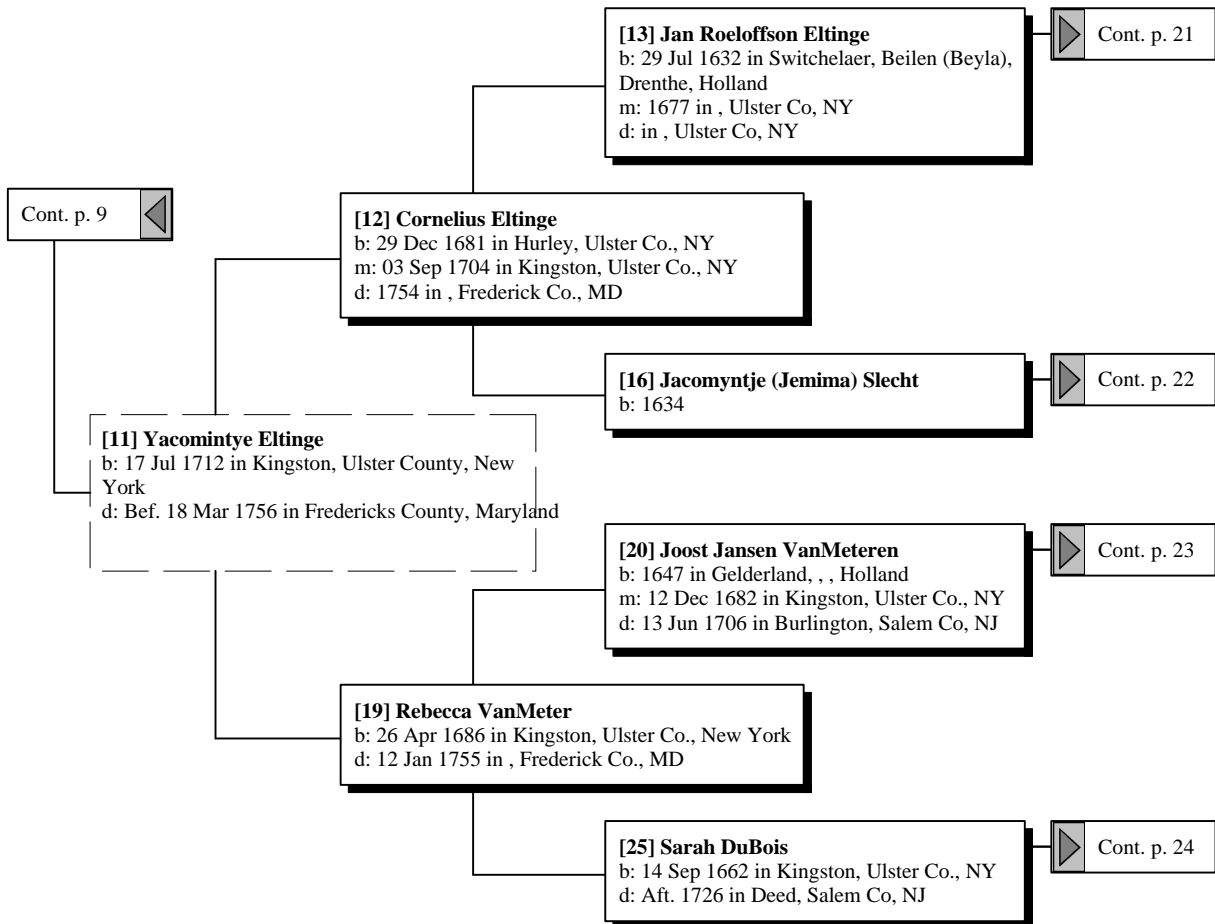 [13] Jan Roeloffson Eltinge
b: 29 Jul 1632 in Switchelaer, Beilen (Beyla),
Drenthe, Holland
m: 1677 in , Ulster Co, NY
d: in , Ulster Co, NY
Cont. p. 21
Cont. p. 9
[12] Cornelius Eltinge
b: 29 Dec 1681 in Hurley, Ulster Co., NY
m: 03 Sep 1704 in Kingston, Ulster Co., NY
d: 1754 in , Frederick Co., MD
[16] Jacomyntje (Jemima) Slecht
b: 1634
Cont. p. 22
[11] Yacomintye Eltinge
b: 17 Jul 1712 in Kingston, Ulster County, New
York
d: Bef. 18 Mar 1756 in Fredericks County, Maryland
[20] Joost Jansen VanMeteren
b: 1647 in Gelderland, , , Holland
m: 12 Dec 1682 in Kingston, Ulster Co., NY
d: 13 Jun 1706 in Burlington, Salem Co, NJ
Cont. p. 23
[19] Rebecca VanMeter
b: 26 Apr 1686 in Kingston, Ulster Co., New York
d: 12 Jan 1755 in , Frederick Co., MD
[25] Sarah DuBois
b: 14 Sep 1662 in Kingston, Ulster Co., NY
d: Aft. 1726 in Deed, Salem Co, NJ
Cont. p. 24